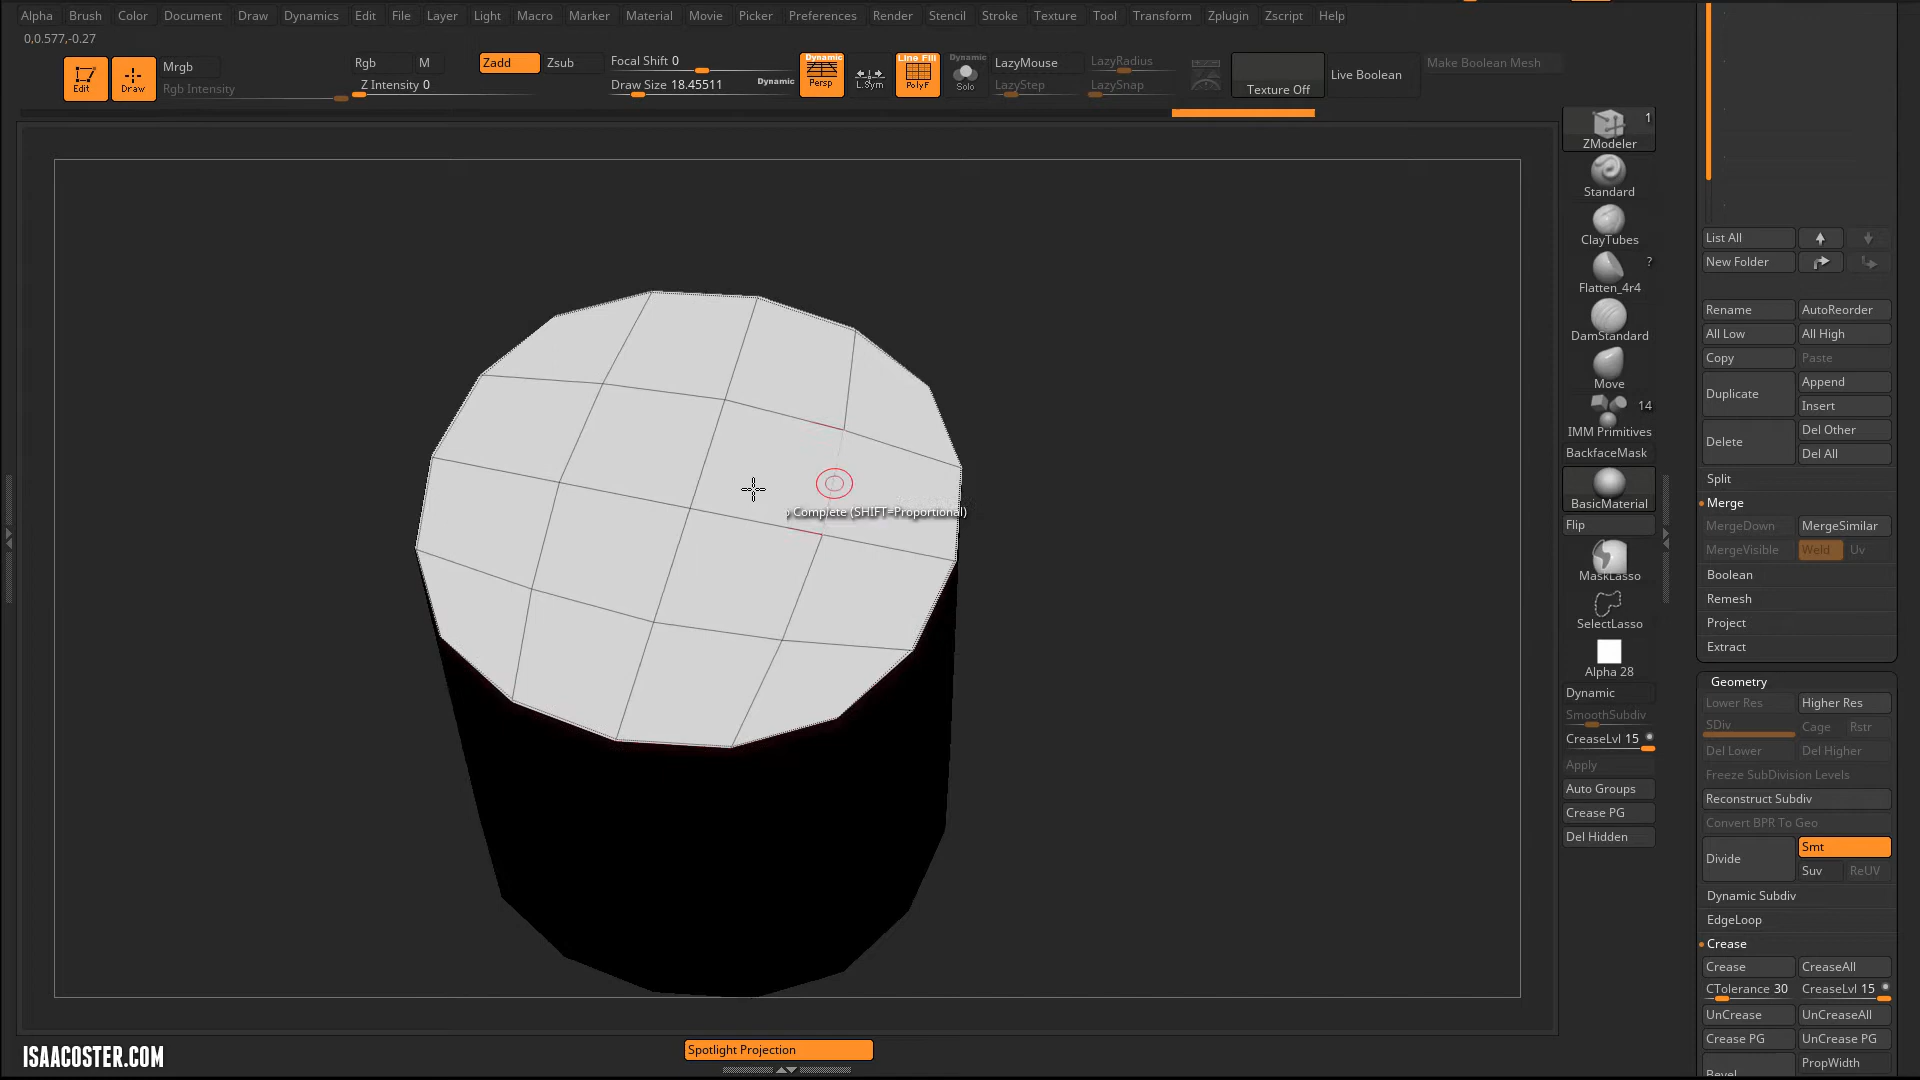 Alpha Brush Color Document Draw Dynamics Edit File Layer Light Macro Marker Material Movie Picker Preferences Render Stencil Stroke Texture Tool Transform Zplugin Zscript Help
0,0.577,-0.27
Edit
Draw
Mrgb
Rgb Intensity
Rgb
M
Z Intensity 0
Zadd
Zsub
Focal Shift 0
Draw Size 18.45511
Dynamic
Dynamic
Persp
L.Sym
Line Fill
PolyF
Dynamic
Solo
LazyMouse
LazyStep
LazyRadius
LazySnap
Texture Off
Live Boolean
Make Boolean Mesh
1
ZModeler
Standard
ClayTubes
?
Flatten_4r4
DamStandard
Move
14
IMM Primitives
BackfaceMask
BasicMaterial
Flip
MaskLasso
SelectLasso
Alpha 28
Dynamic
SmoothSubdiv
CreaseLvl 15
Apply
Auto Groups
Crease PG
Del Hidden
Complete (SHIFT=Proportional)
List All
New Folder
Rename AutoReorder
All Low All High
Copy Paste
Duplicate
Append
Insert
Delete
Del Other
Del All
Split
Merge
MergeDown MergeSimilar
MergeVisible Weld Uv
Boolean
Remesh
Project
Extract
Geometry
Lower Res Higher Res
SDiv Cage Rstr
Del Lower Del Higher
Freeze SubDivision Levels
Reconstruct Subdiv
Convert BPR To Geo
Divide
Smt
Suv ReUV
Dynamic Subdiv
EdgeLoop
Crease
Crease CreaseAll
CTolerance 30 CreaseLvl 15
UnCrease UnCreaseAll
Crease PG UnCrease PG
PropWidth
Spotlight Projection
ISAACOSTER.COM